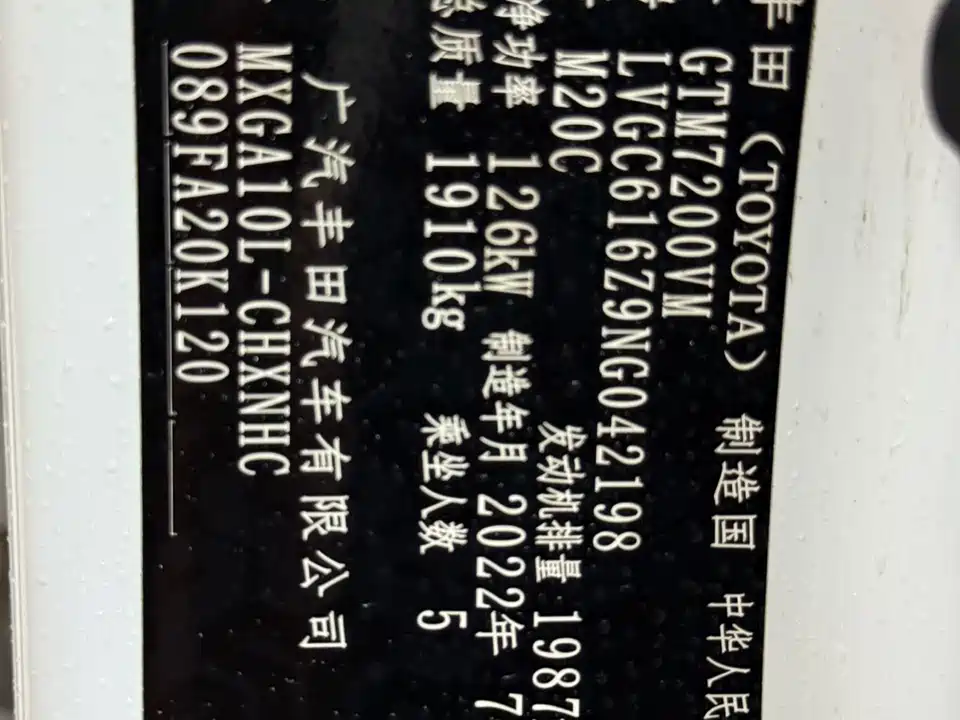 丰田 (TOYOTA) 制造国 中华人民
GTM7200VM
LVGC616Z9NG042198
M20C 发动机排量 1987
净功率 126kW 制造年月 2022年 7
总质量 1910kg 乘坐人数 5
广汽丰田汽车有限公司
MXGA10L-CHXNHC
089FA20K120